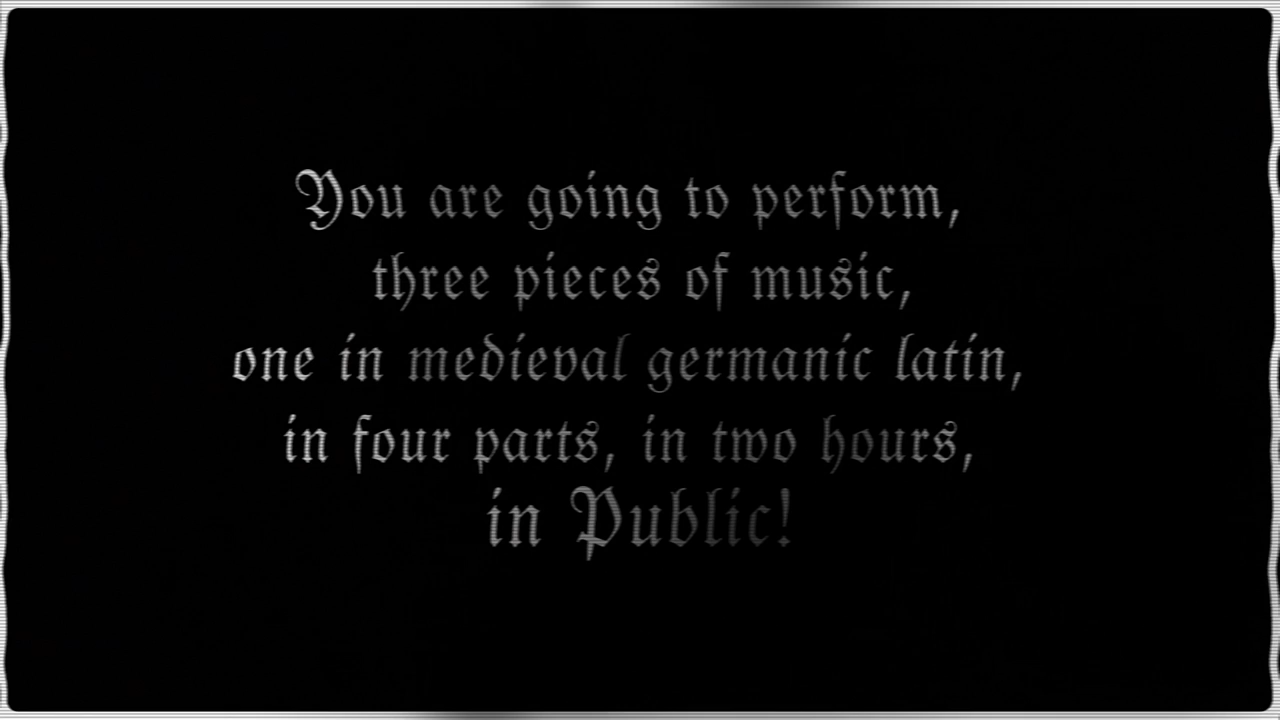 You are going to perform,
three pieces of music,
one in medieval germanic latin,
in four parts, in two hours,
in Public!